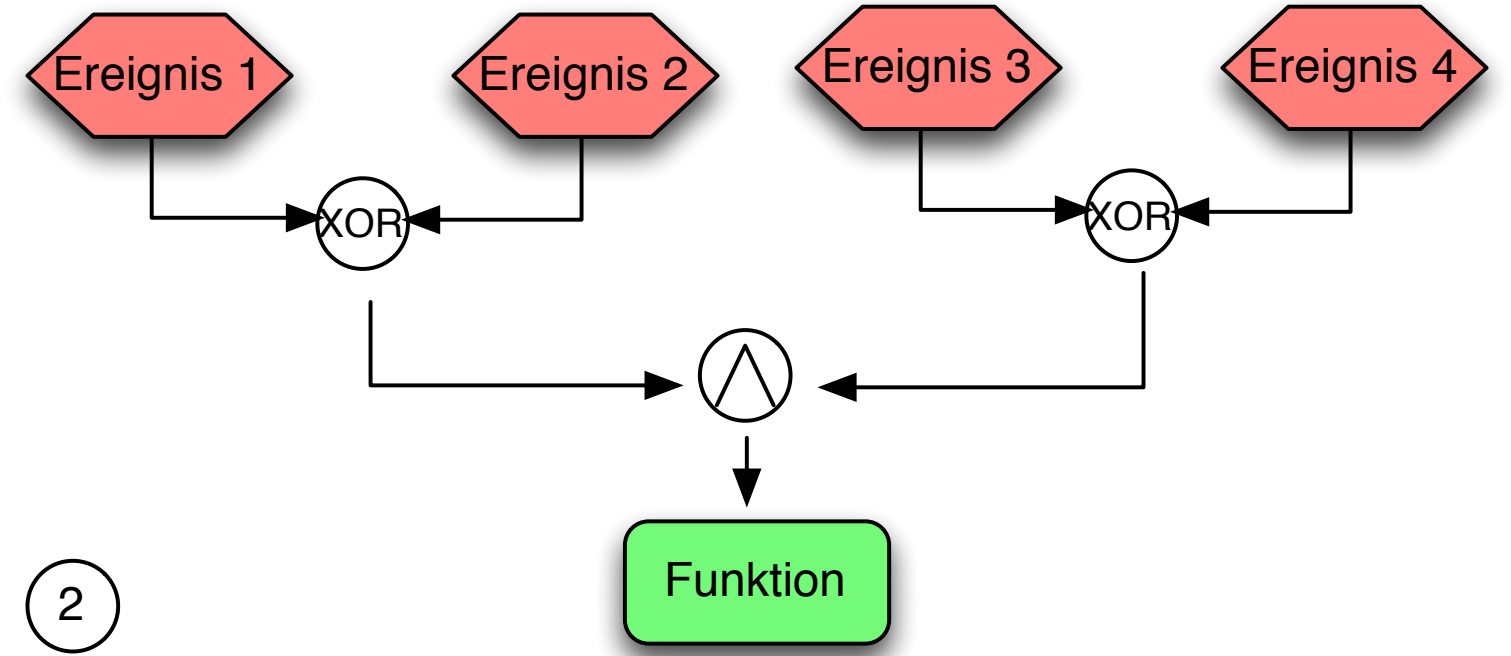 Ereignis 1
Ereignis 2
Ereignis 3
Ereignis 4
XOR
XOR
⋀
Funktion
2